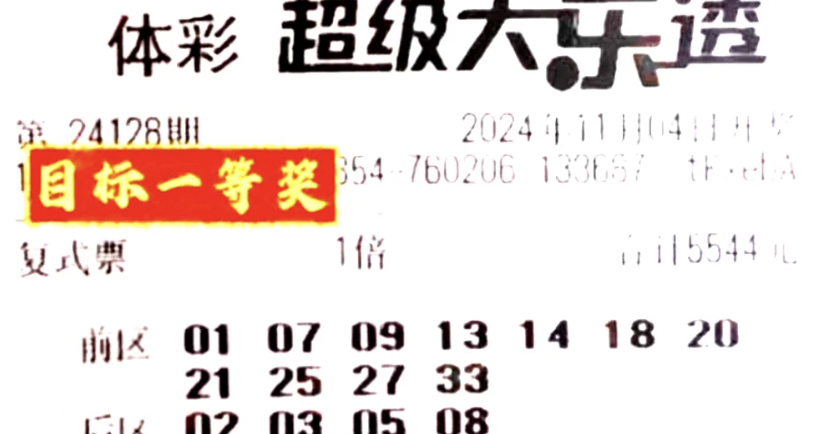 体彩 超级大乐透
第 24128期 2024年11月04日开奖
目标一等奖 354-760206 133687
复式票 1倍 合计5544元
前区 01 07 09 13 14 18 20
21 25 27 33
后区 02 03 05 08